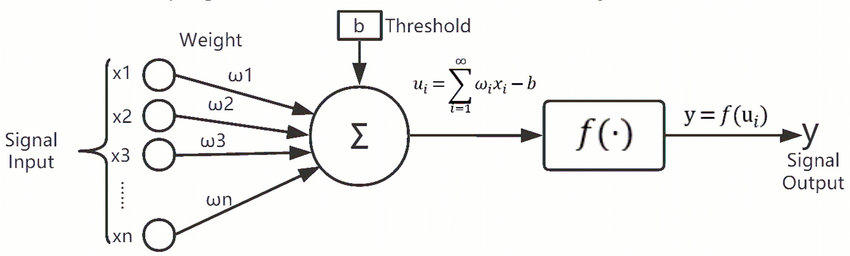 b Threshold
Weight
x1 ω1
x2 ω2
x3 ω3
......
xn ωn
Signal
Input
Σ
u_i = ∑_{i=1}^{∞} ω_i x_i − b
f(·)
y = f(u_i)
y
Signal
Output